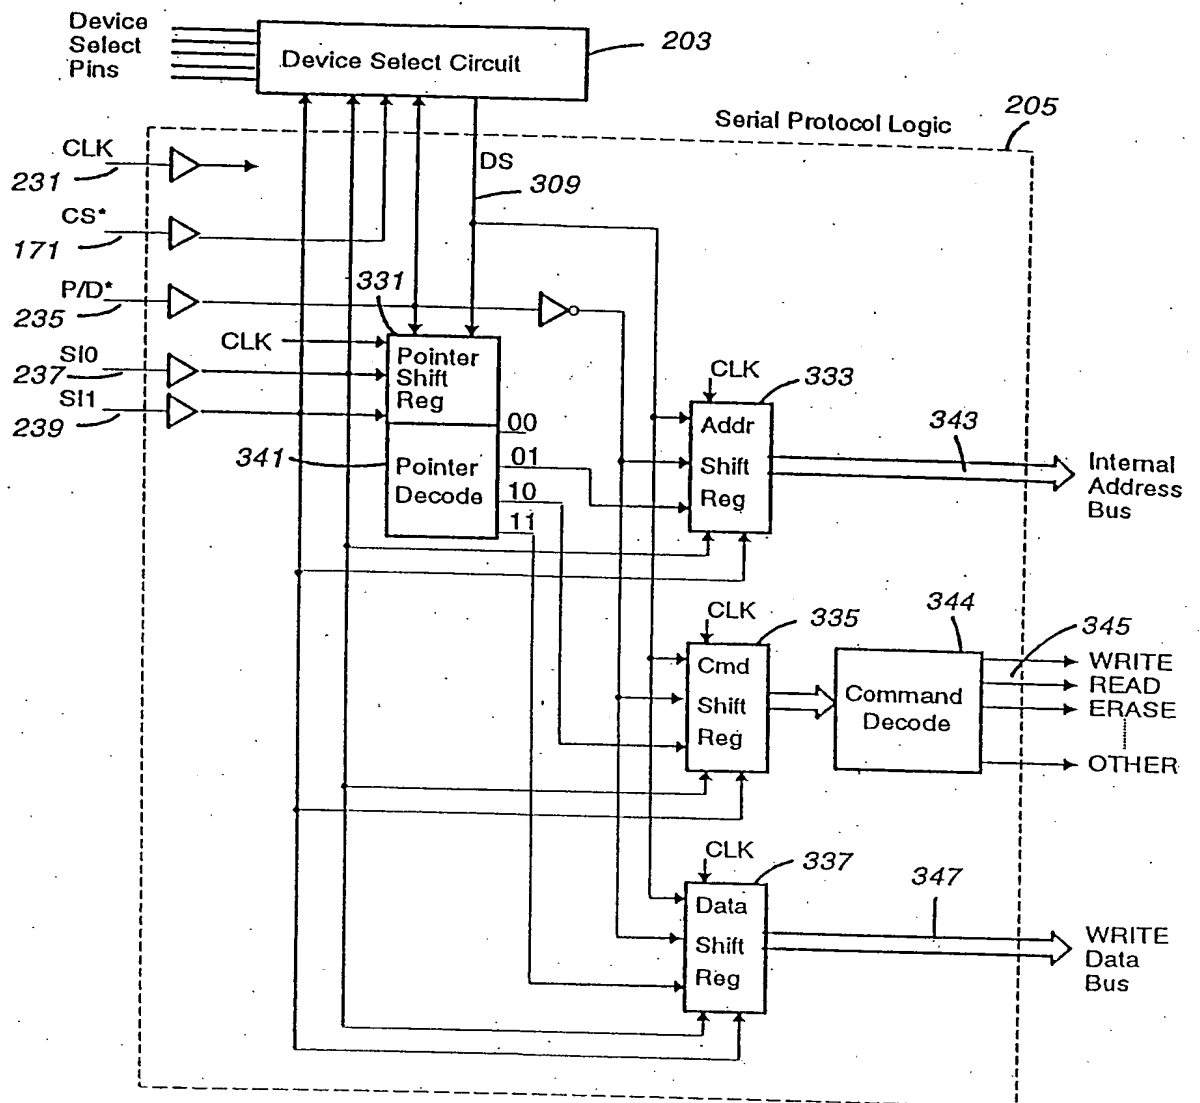 Device
Select
Pins
Device Select Circuit
203
Serial Protocol Logic
205
CLK
231
DS
309
CS*
171
P/D*
235
331
CLK
SI0
237
SI1
239
Pointer
Shift
Reg
341
Pointer
Decode
00
01
10
11
CLK
333
Addr
Shift
Reg
343
Internal
Address
Bus
CLK
335
Cmd
Shift
Reg
344
Command
Decode
345
WRITE
READ
ERASE
OTHER
CLK
337
Data
Shift
Reg
347
WRITE
Data
Bus